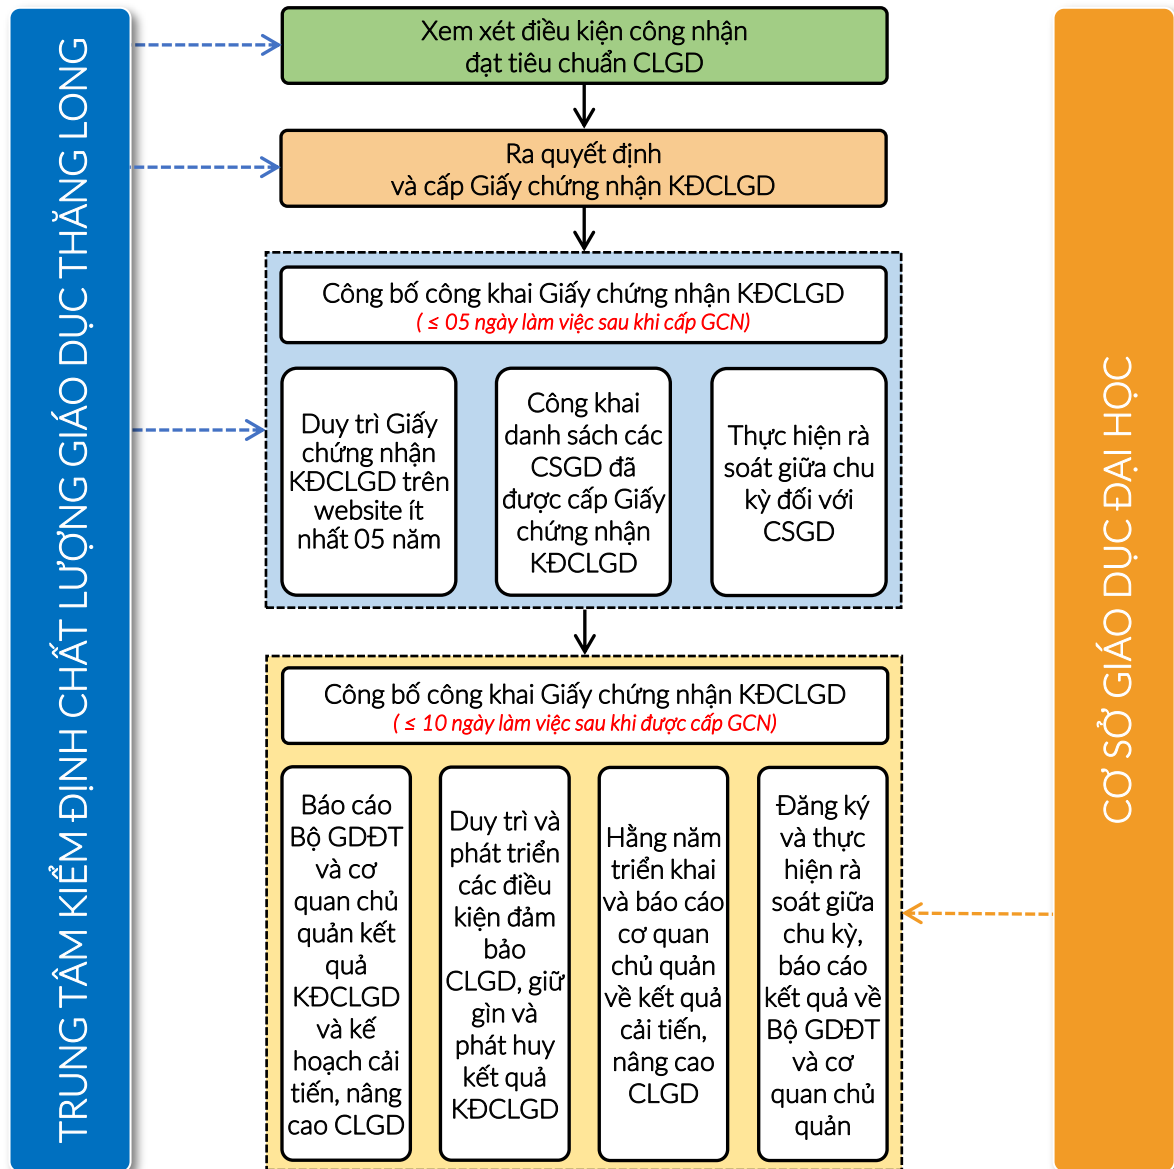 TRUNG TÂM KIỂM ĐỊNH CHẤT LƯỢNG GIÁO DỤC THĂNG LONG
Xem xét điều kiện công nhận
đạt tiêu chuẩn CLGD
Ra quyết định
và cấp Giấy chứng nhận KĐCLGD
Công bố công khai Giấy chứng nhận KĐCLGD
( ≤ 05 ngày làm việc sau khi cấp GCN)
Duy trì Giấy
chứng nhận
KĐCLGD trên
website ít
nhất 05 năm
Công khai
danh sách các
CSGD đã
được cấp Giấy
chứng nhận
KĐCLGD
Thực hiện rà
soát giữa chu
kỳ đối với
CSGD
Công bố công khai Giấy chứng nhận KĐCLGD
( ≤ 10 ngày làm việc sau khi được cấp GCN)
Báo cáo
Bộ GDĐT
và cơ
quan chủ
quản kết
quả
KĐCLGD
và kế
hoạch cải
tiến, nâng
cao CLGD
Duy trì và
phát triển
các điều
kiện đảm
bảo
CLGD, giữ
gìn và
phát huy
kết quả
KĐCLGD
Hằng năm
triển khai
và báo cáo
cơ quan
chủ quản
về kết quả
cải tiến,
nâng cao
CLGD
Đăng ký
và thực
hiện rà
soát giữa
chu kỳ,
báo cáo
kết quả về
Bộ GDĐT
và cơ
quan chủ
quản
CƠ SỞ GIÁO DỤC ĐẠI HỌC